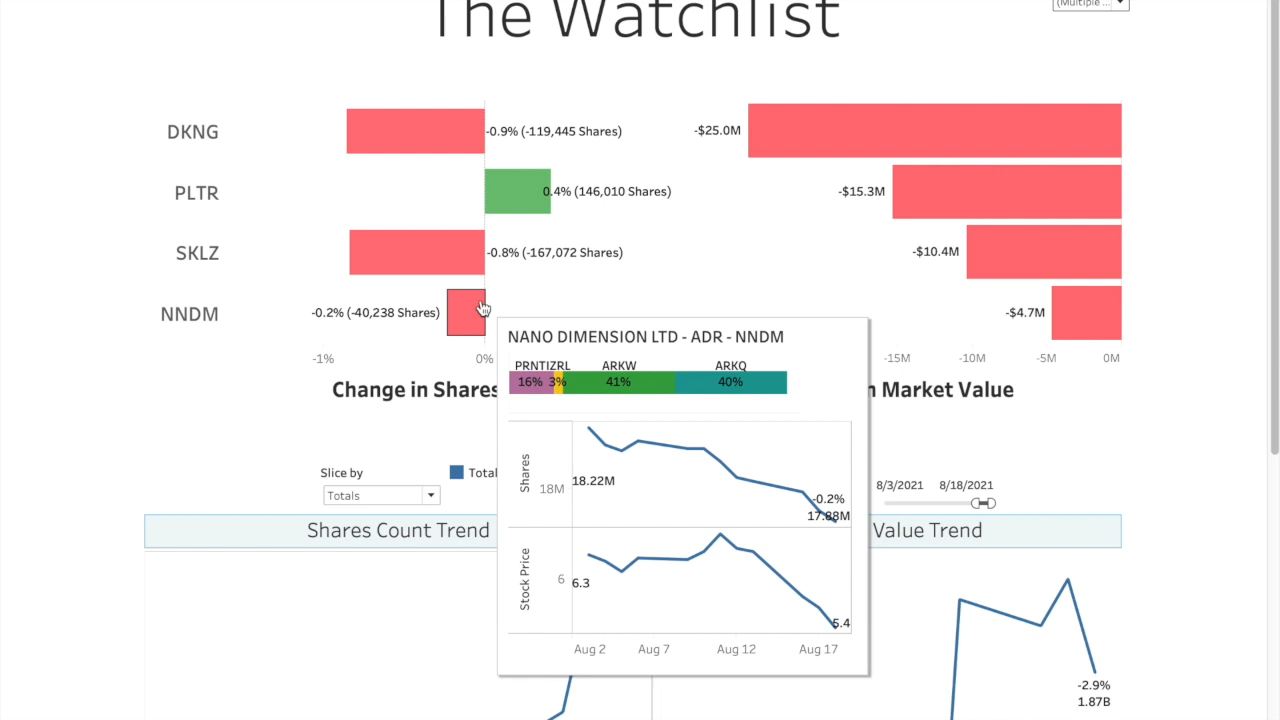 The Watchlist
(Multiple ...
DKNG
-0.9% (-119,445 Shares)
-$25.0M
PLTR
0.4% (146,010 Shares)
-$15.3M
SKLZ
-0.8% (-167,072 Shares)
-$10.4M
NNDM
-0.2% (-40,238 Shares)
-$4.7M
-1%
0%
-15M
-10M
-5M
0M
Change in Shares
n Market Value
NANO DIMENSION LTD - ADR - NNDM
PRNT IZRL ARKW ARKQ
16% 3% 41% 40%
Shares
18M
18.22M
-0.2%
17.88M
Stock Price
6
6.3
5.4
Aug 2
Aug 7
Aug 12
Aug 17
Slice by
Totals
Total
8/3/2021
8/18/2021
Shares Count Trend
Value Trend
-2.9%
1.87B